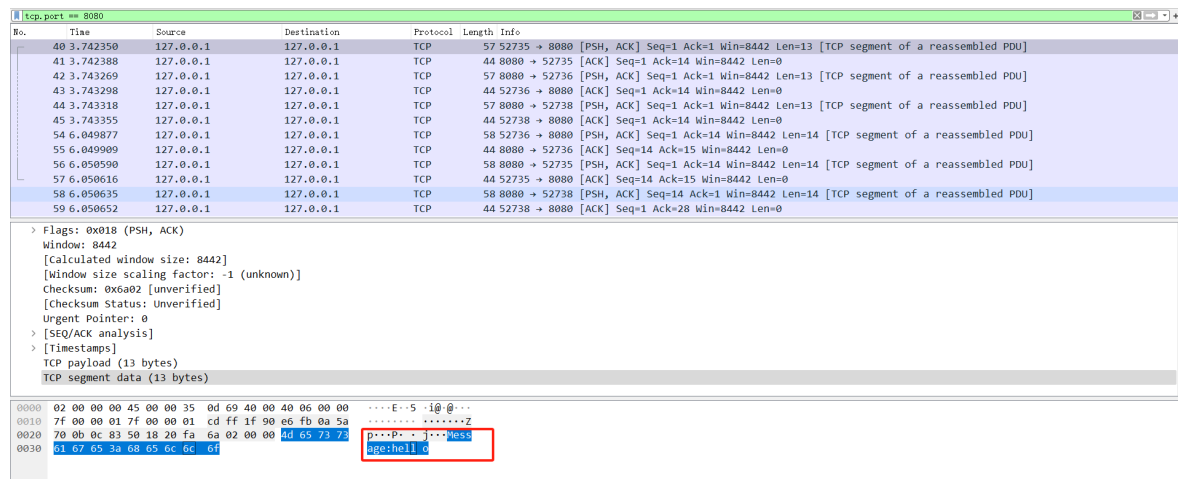 tcp.port == 8080
No. Time Source Destination Protocol Length Info
40 3.742350 127.0.0.1 127.0.0.1 TCP 57 52735 → 8080 [PSH, ACK] Seq=1 Ack=1 Win=8442 Len=13 [TCP segment of a reassembled PDU]
41 3.742388 127.0.0.1 127.0.0.1 TCP 44 8080 → 52735 [ACK] Seq=1 Ack=14 Win=8442 Len=0
42 3.743269 127.0.0.1 127.0.0.1 TCP 57 8080 → 52736 [PSH, ACK] Seq=1 Ack=1 Win=8442 Len=13 [TCP segment of a reassembled PDU]
43 3.743298 127.0.0.1 127.0.0.1 TCP 44 52736 → 8080 [ACK] Seq=1 Ack=14 Win=8442 Len=0
44 3.743318 127.0.0.1 127.0.0.1 TCP 57 8080 → 52738 [PSH, ACK] Seq=1 Ack=1 Win=8442 Len=13 [TCP segment of a reassembled PDU]
45 3.743355 127.0.0.1 127.0.0.1 TCP 44 52738 → 8080 [ACK] Seq=1 Ack=14 Win=8442 Len=0
54 6.049877 127.0.0.1 127.0.0.1 TCP 58 52736 → 8080 [PSH, ACK] Seq=1 Ack=14 Win=8442 Len=14 [TCP segment of a reassembled PDU]
55 6.049909 127.0.0.1 127.0.0.1 TCP 44 8080 → 52736 [ACK] Seq=14 Ack=15 Win=8442 Len=0
56 6.050590 127.0.0.1 127.0.0.1 TCP 58 8080 → 52735 [PSH, ACK] Seq=1 Ack=14 Win=8442 Len=14 [TCP segment of a reassembled PDU]
57 6.050616 127.0.0.1 127.0.0.1 TCP 44 52735 → 8080 [ACK] Seq=14 Ack=15 Win=8442 Len=0
58 6.050635 127.0.0.1 127.0.0.1 TCP 58 8080 → 52738 [PSH, ACK] Seq=14 Ack=1 Win=8442 Len=14 [TCP segment of a reassembled PDU]
59 6.050652 127.0.0.1 127.0.0.1 TCP 44 52738 → 8080 [ACK] Seq=1 Ack=28 Win=8442 Len=0
> Flags: 0x018 (PSH, ACK)
Window: 8442
[Calculated window size: 8442]
[Window size scaling factor: -1 (unknown)]
Checksum: 0x6a02 [unverified]
[Checksum Status: Unverified]
Urgent Pointer: 0
> [SEQ/ACK analysis]
> [Timestamps]
TCP payload (13 bytes)
TCP segment data (13 bytes)
0000 02 00 00 00 45 00 00 35 0d 69 40 00 40 06 00 00 ····E··5 ·i@·@···
0010 7f 00 00 01 7f 00 00 01 cd ff 1f 90 e6 fb 0a 5a ········ ·······Z
0020 70 0b 0c 83 50 18 20 fa 6a 02 00 00 4d 65 73 73 p···P· · j···Mess
0030 61 67 65 3a 68 65 6c 6c 6f age:hell o